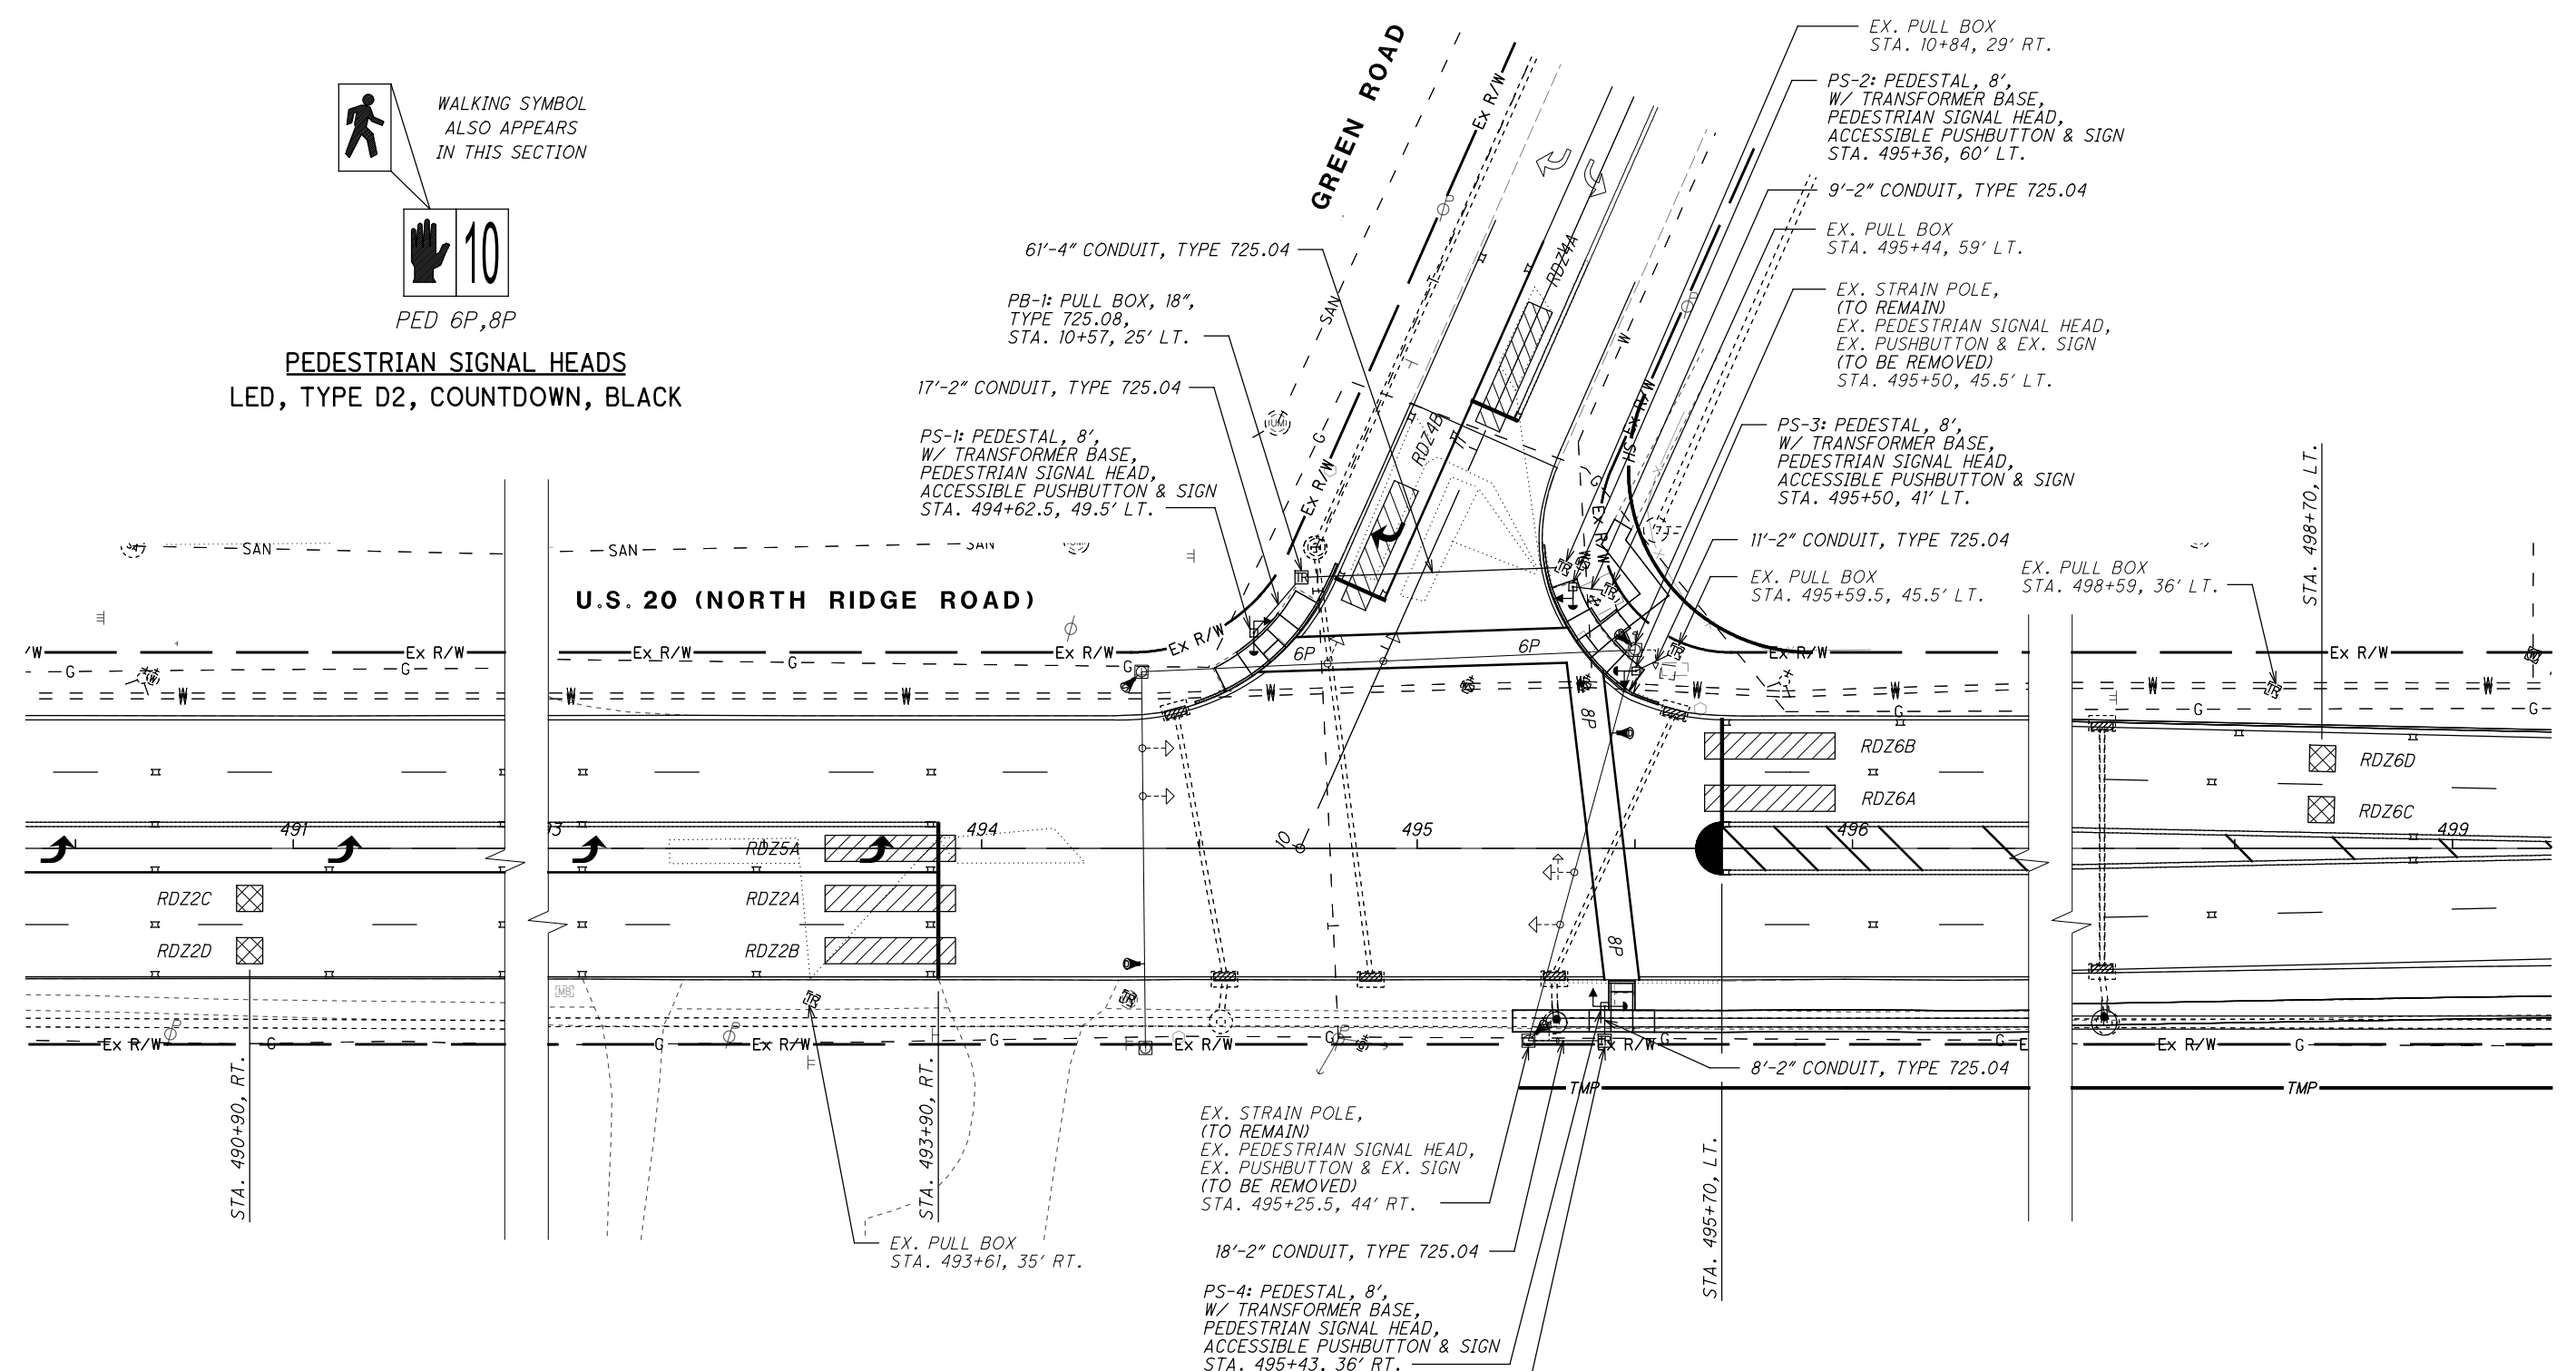 WALKING SYMBOL
ALSO APPEARS
IN THIS SECTION
10
PED 6P,8P
PEDESTRIAN SIGNAL HEADS
LED, TYPE D2, COUNTDOWN, BLACK
GREEN ROAD
61'-4" CONDUIT, TYPE 725.04
PB-1: PULL BOX, 18",
TYPE 725.08,
STA. 10+57, 25' LT.
17'-2" CONDUIT, TYPE 725.04
PS-1: PEDESTAL, 8',
W/ TRANSFORMER BASE,
PEDESTRIAN SIGNAL HEAD,
ACCESSIBLE PUSHBUTTON & SIGN
STA. 494+62.5, 49.5' LT.
EX. PULL BOX
STA. 10+84, 29' RT.
PS-2: PEDESTAL, 8',
W/ TRANSFORMER BASE,
PEDESTRIAN SIGNAL HEAD,
ACCESSIBLE PUSHBUTTON & SIGN
STA. 495+36, 60' LT.
9'-2" CONDUIT, TYPE 725.04
EX. PULL BOX
STA. 495+44, 59' LT.
EX. STRAIN POLE,
(TO REMAIN)
EX. PEDESTRIAN SIGNAL HEAD,
EX. PUSHBUTTON & EX. SIGN
(TO BE REMOVED)
STA. 495+50, 45.5' LT.
PS-3: PEDESTAL, 8',
W/ TRANSFORMER BASE,
PEDESTRIAN SIGNAL HEAD,
ACCESSIBLE PUSHBUTTON & SIGN
STA. 495+50, 41' LT.
11'-2" CONDUIT, TYPE 725.04
EX. PULL BOX
STA. 495+59.5, 45.5' LT.
EX. PULL BOX
STA. 498+59, 36' LT.
STA. 498+70, LT.
Ex R/W
Ex R/W
Ex R/W
SAN
T
G
W
RDZ4A
RDZ4B
SAN
SAN
U.S. 20 (NORTH RIDGE ROAD)
Ex R/W
Ex R/W
Ex R/W
Ex R/W
Ex R/W
Ex R/W
G
G
G
G
W
W
W
W
W
W
W
W
W
6P
6P
8P
8P
G
G
G
RDZ6B
RDZ6A
RDZ6D
RDZ6C
491
494
495
496
499
10
RDZ5A
RDZ2C
RDZ2A
RDZ2D
RDZ2B
TR
TR
MB
Ex R/W
G
G
Ex R/W
G
Ex R/W
G
Ex R/W
G
G
Ex R/W
G
TMP
TMP
8'-2" CONDUIT, TYPE 725.04
STA. 490+90, RT.
STA. 493+90, RT.
STA. 495+70, LT.
EX. PULL BOX
STA. 493+61, 35' RT.
EX. STRAIN POLE,
(TO REMAIN)
EX. PEDESTRIAN SIGNAL HEAD,
EX. PUSHBUTTON & EX. SIGN
(TO BE REMOVED)
STA. 495+25.5, 44' RT.
18'-2" CONDUIT, TYPE 725.04
PS-4: PEDESTAL, 8',
W/ TRANSFORMER BASE,
PEDESTRIAN SIGNAL HEAD,
ACCESSIBLE PUSHBUTTON & SIGN
STA. 495+43, 36' RT.